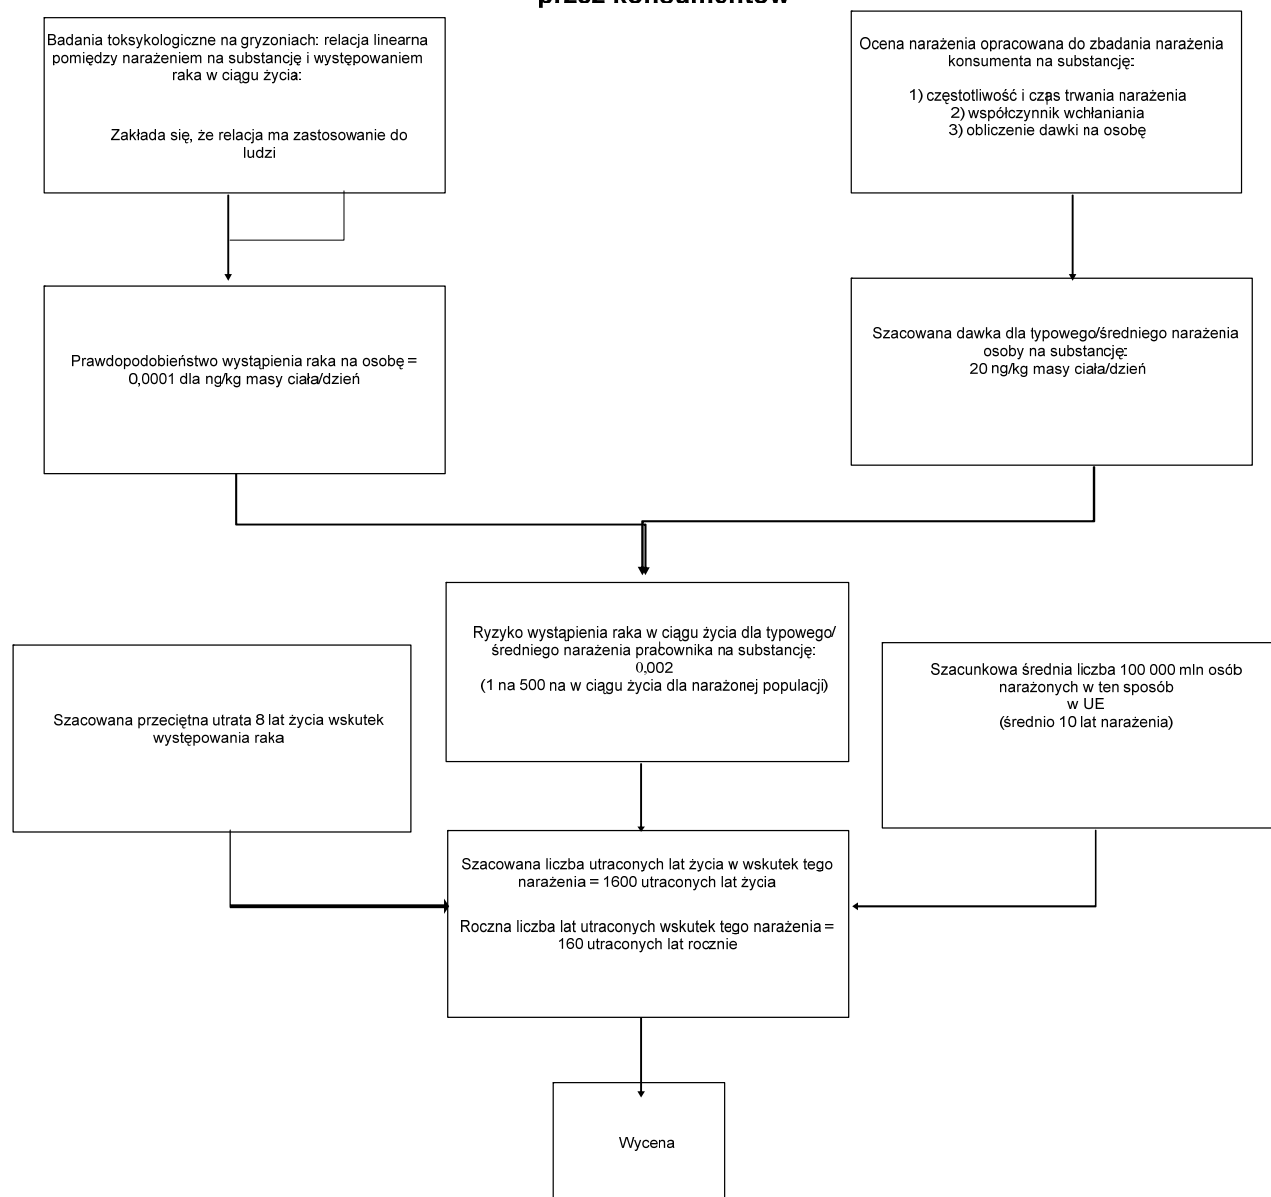 przez konsumentów
Badania toksykologiczne na gryzoniach: relacja linearna
pomiędzy narażeniem na substancję i występowaniem
raka w ciągu życia:
Zakłada się, że relacja ma zastosowanie do
ludzi
Ocena narażenia opracowana do zbadania narażenia
konsumenta na substancję:
1) częstotliwość i czas trwania narażenia
2) współczynnik wchłaniania
3) obliczenie dawki na osobę
Prawdopodobieństwo wystąpienia raka na osobę =
0,0001 dla ng/kg masy ciała/dzień
Szacowana dawka dla typowego/średniego narażenia
osoby na substancję:
20 ng/kg masy ciała/dzień
Ryzyko wystąpienia raka w ciągu życia dla typowego/
średniego narażenia pracownika na substancję:
0,002
(1 na 500 na w ciągu życia dla narażonej populacji)
Szacowana przeciętna utrata 8 lat życia wskutek
występowania raka
Szacunkowa średnia liczba 100 000 mln osób
narażonych w ten sposób
w UE
(średnio 10 lat narażenia)
Szacowana liczba utraconych lat życia w wskutek tego
narażenia = 1600 utraconych lat życia
Roczna liczba lat utraconych wskutek tego narażenia =
160 utraconych lat rocznie
Wycena